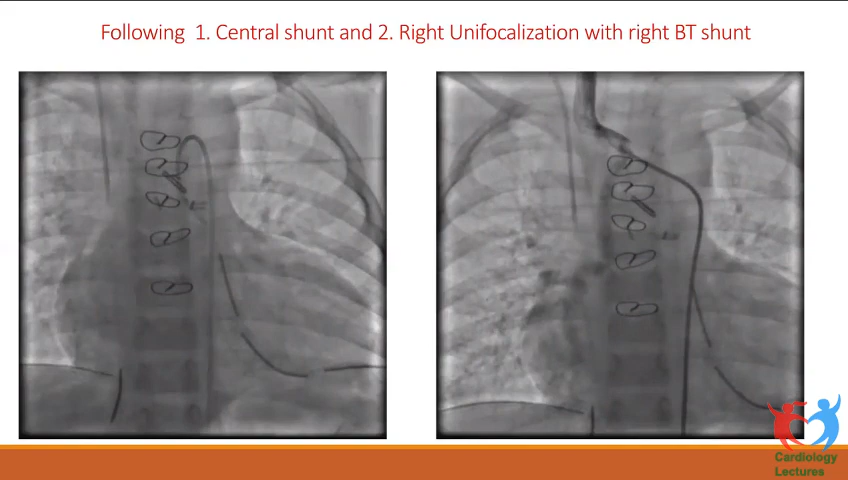 Following 1. Central shunt and 2. Right Unifocalization with right BT shunt
Cardiology
Lectures